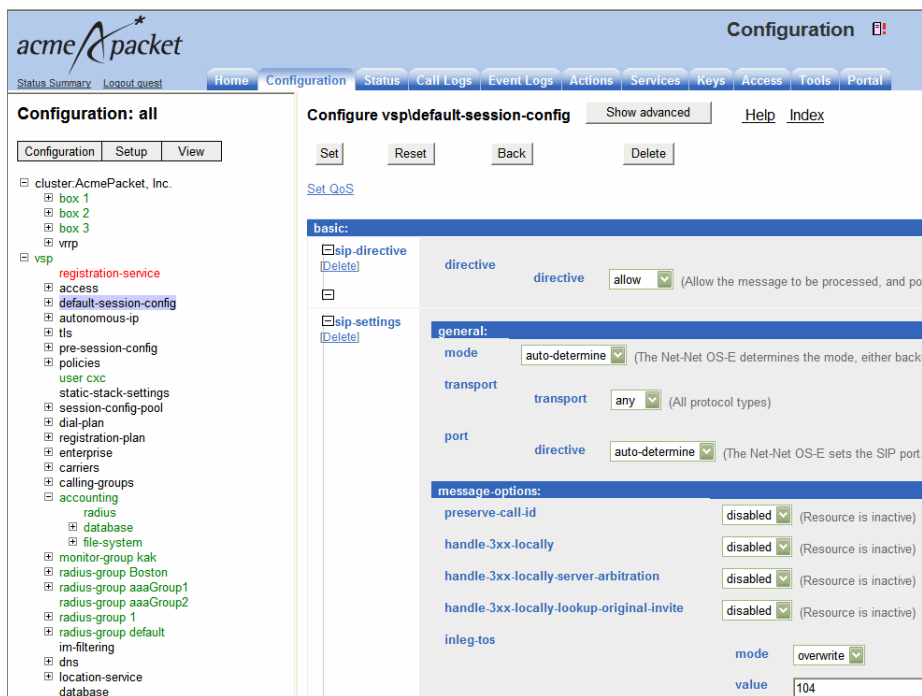 acme packet
Configuration
Status Summary Logout guest
Home Configuration Status Call Logs Event Logs Actions Services Keys Access Tools Portal
Configuration: all
Configuration Setup View
cluster:AcmePacket, Inc.
box 1
box 2
box 3
vrrp
vsp
registration-service
access
default-session-config
autonomous-ip
tls
pre-session-config
policies
user cxc
static-stack-settings
session-config-pool
dial-plan
registration-plan
enterprise
carriers
calling-groups
accounting
radius
database
file-system
monitor-group kak
radius-group Boston
radius-group aaaGroup1
radius-group aaaGroup2
radius-group 1
radius-group default
im-filtering
dns
location-service
database
Configure vsp\default-session-config Show advanced Help Index
Set Reset Back Delete
Set QoS
basic:
sip-directive
[Delete]
directive
directive allow (Allow the message to be processed, and po
sip-settings
[Delete]
general:
mode auto-determine (The Net-Net OS-E determines the mode, either back
transport
transport any (All protocol types)
port
directive auto-determine (The Net-Net OS-E sets the SIP port.
message-options:
preserve-call-id disabled (Resource is inactive)
handle-3xx-locally disabled (Resource is inactive)
handle-3xx-locally-server-arbitration disabled (Resource is inactive)
handle-3xx-locally-lookup-original-invite disabled (Resource is inactive)
inleg-tos
mode overwrite
value 104